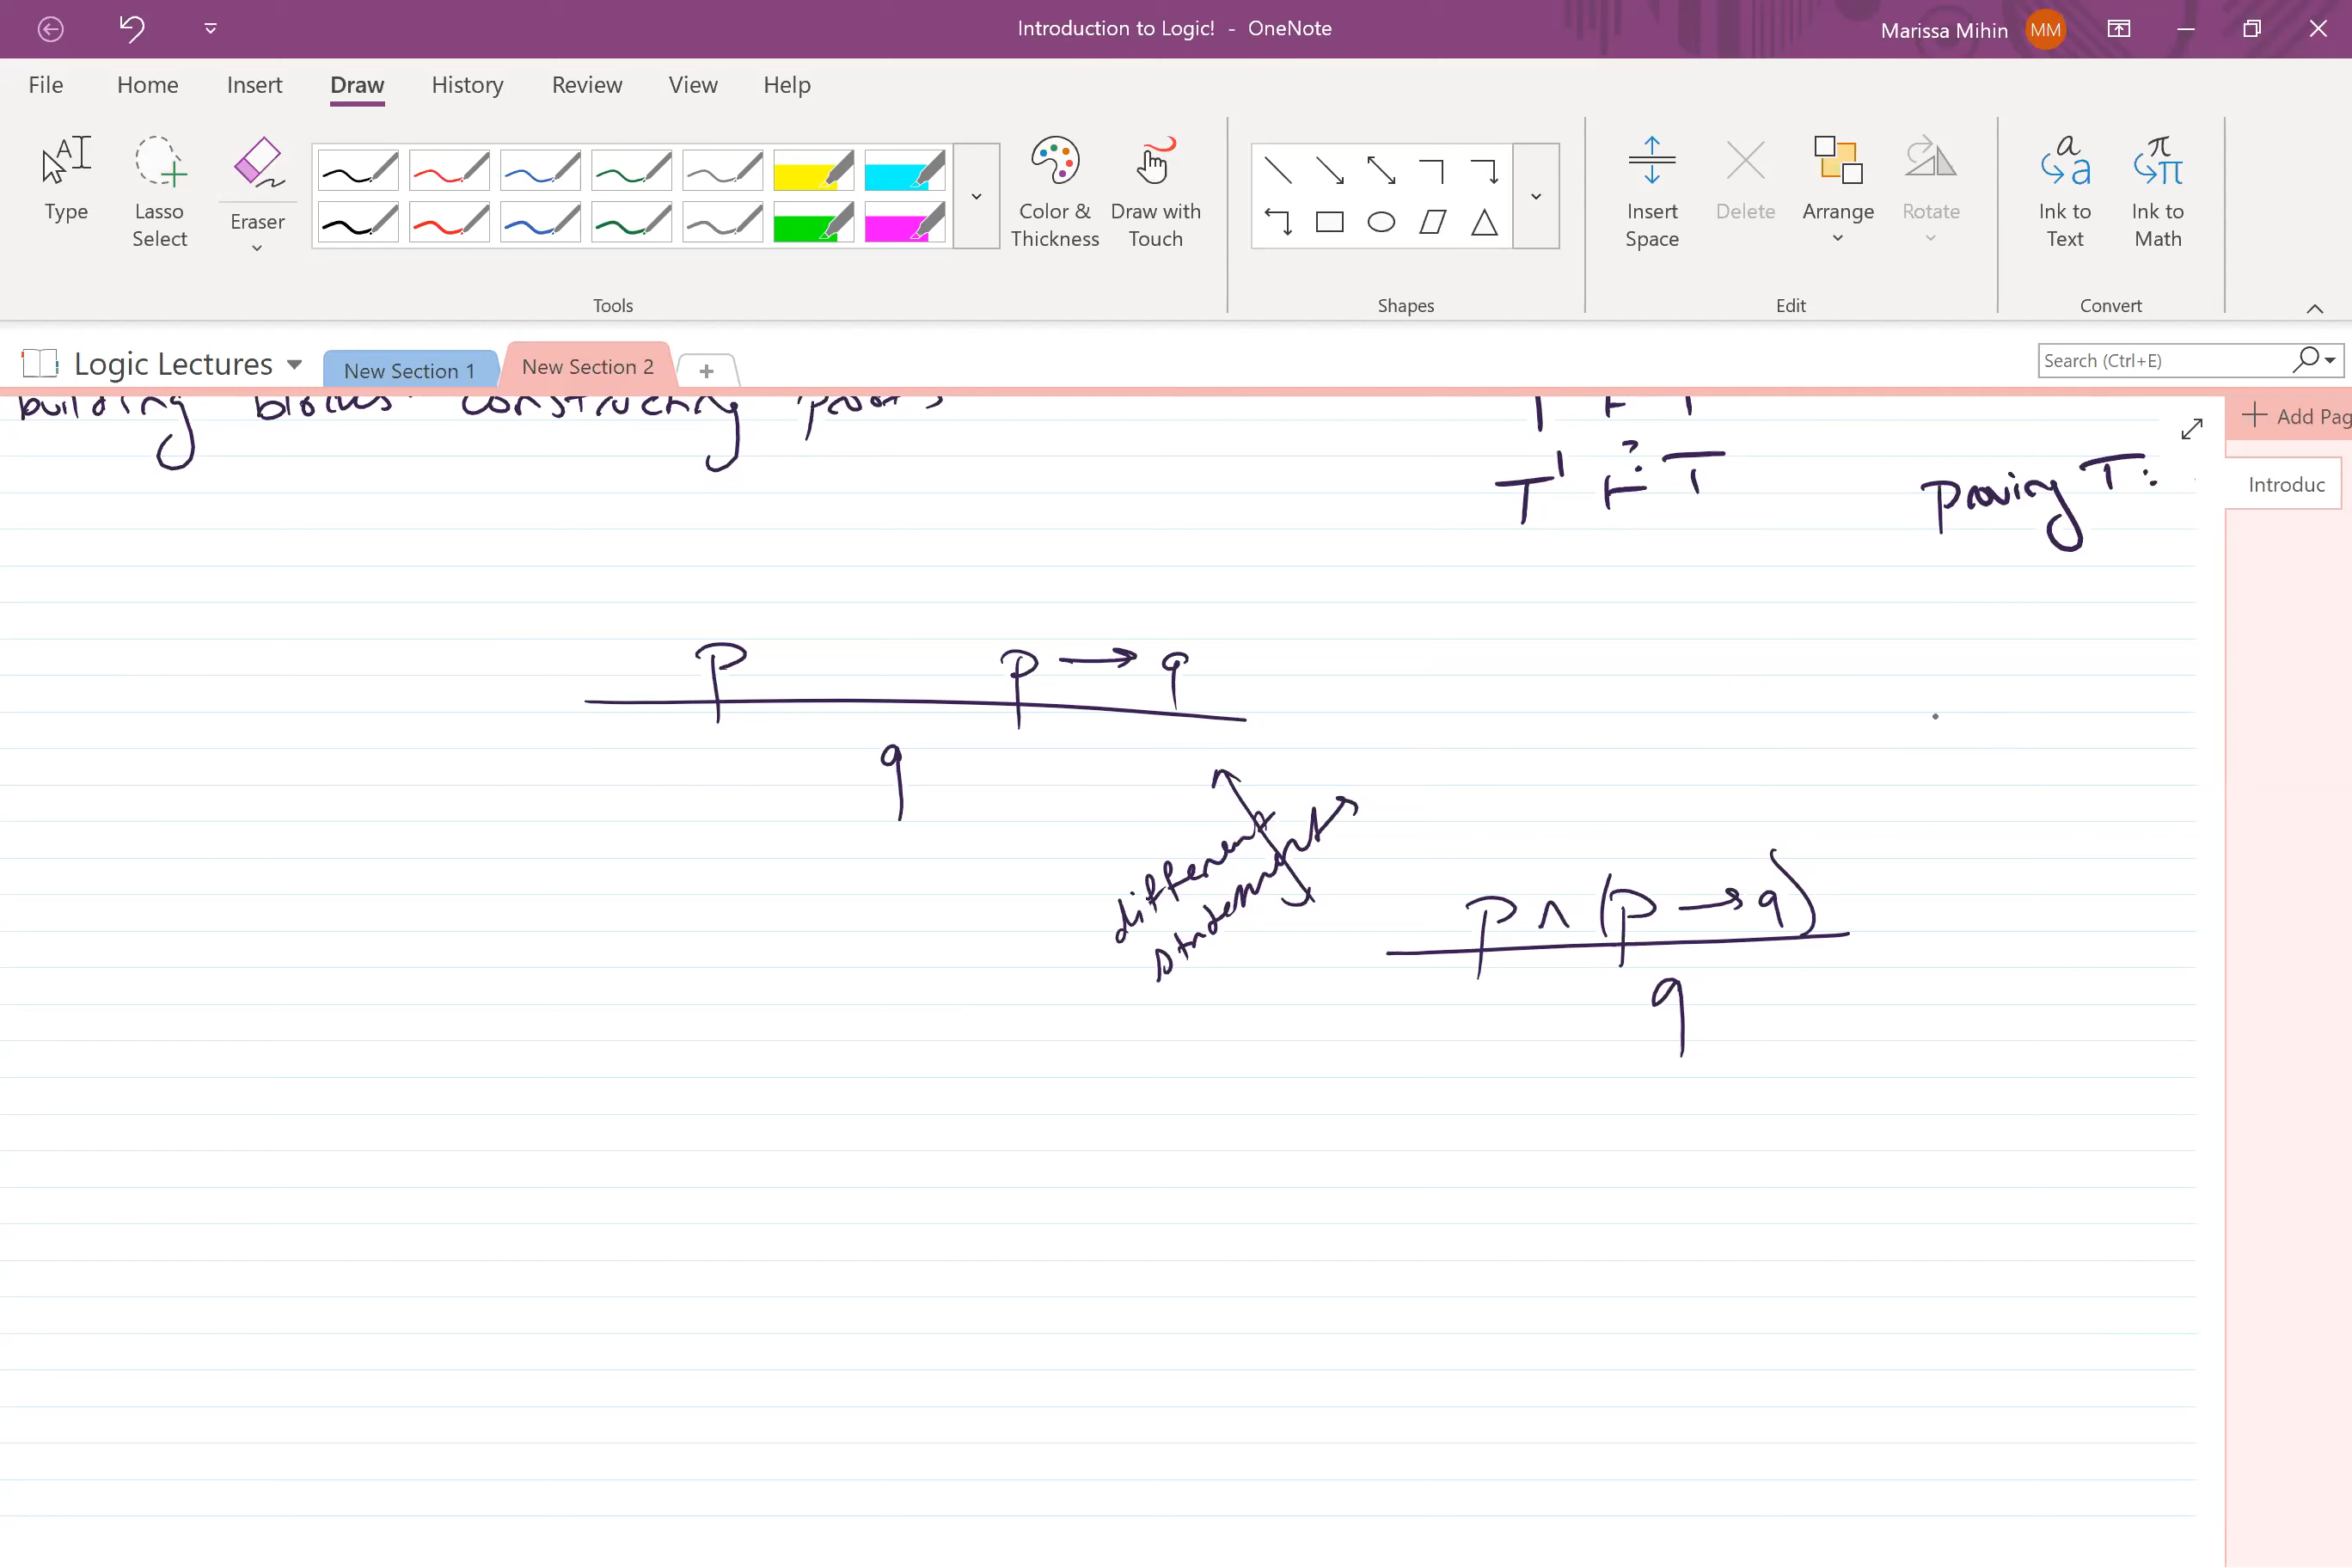 Introduction to Logic! - OneNote
Marissa Mihin MM
File Home Insert Draw History Review View Help
Type
Lasso Select
Eraser
Color & Thickness
Draw with Touch
Insert Space
Delete
Arrange
Rotate
Ink to Text
Ink to Math
Tools Shapes Edit Convert
Logic Lectures New Section 1 New Section 2 +
Search (Ctrl+E)
Add Pag
Introduc
building blocks constructing proofs
T ⊢ T
T' ⊢? T
proving T:
p p → q
q
different
statements
p ∧ (p → q)
q